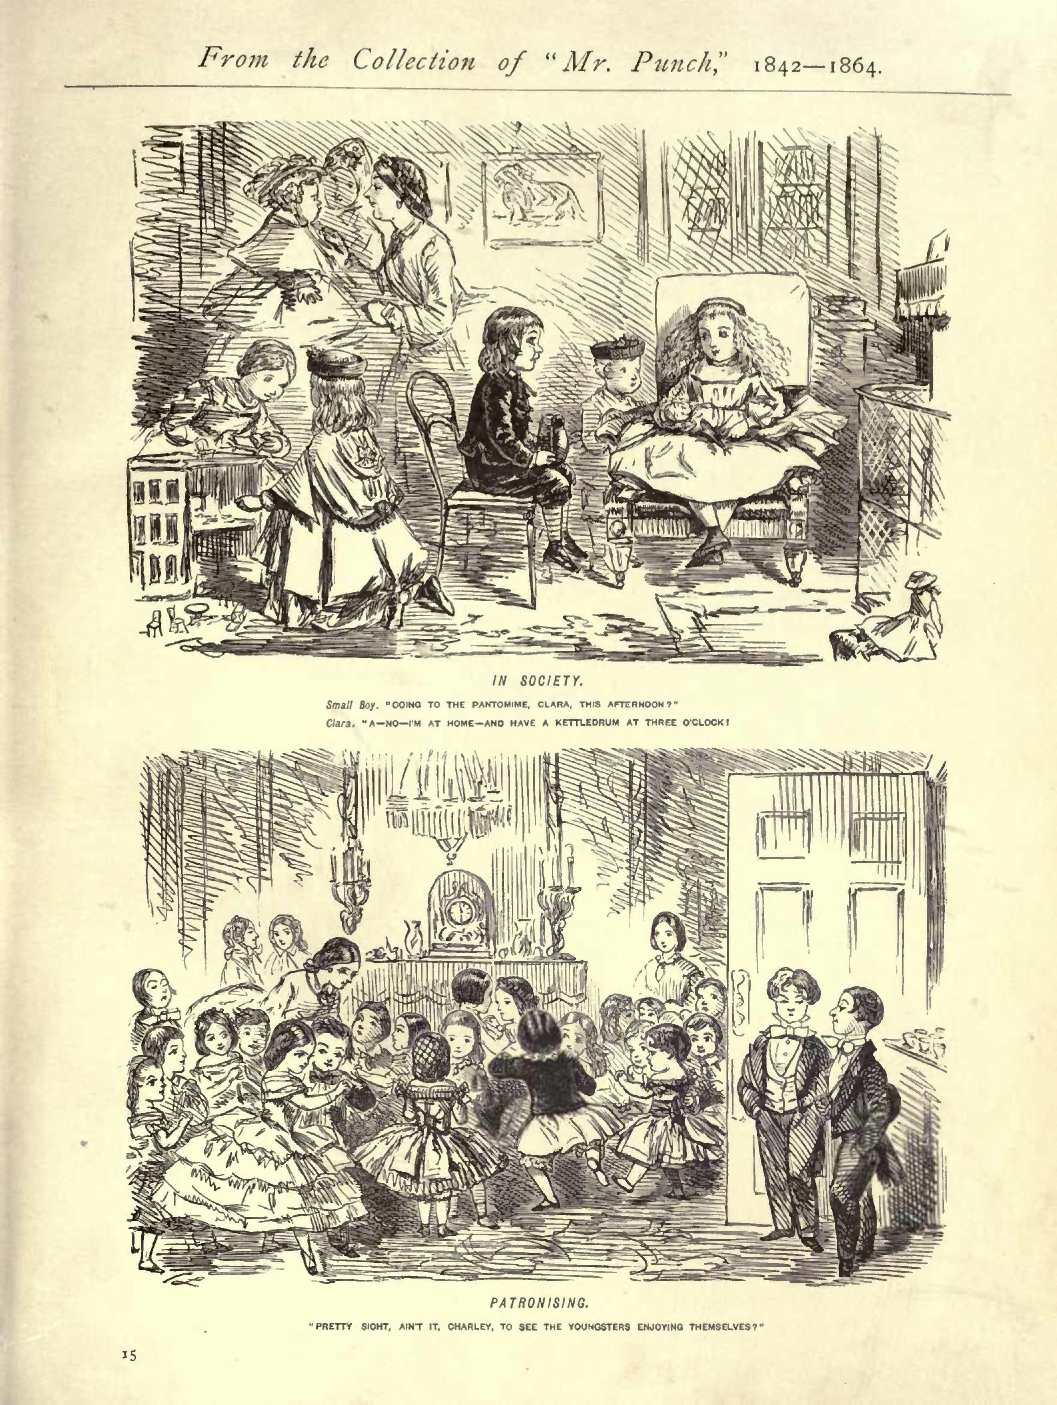 From the Collection of "Mr. Punch," 1842—1864.
IN SOCIETY.
Small Boy. "GOING TO THE PANTOMIME, CLARA, THIS AFTERNOON?"
Clara. "A—NO—I'M AT HOME—AND HAVE A KETTLEDRUM AT THREE O'CLOCK!
PATRONISING.
"PRETTY SIGHT, AIN'T IT, CHARLEY, TO SEE THE YOUNGSTERS ENJOYING THEMSELVES?"
15